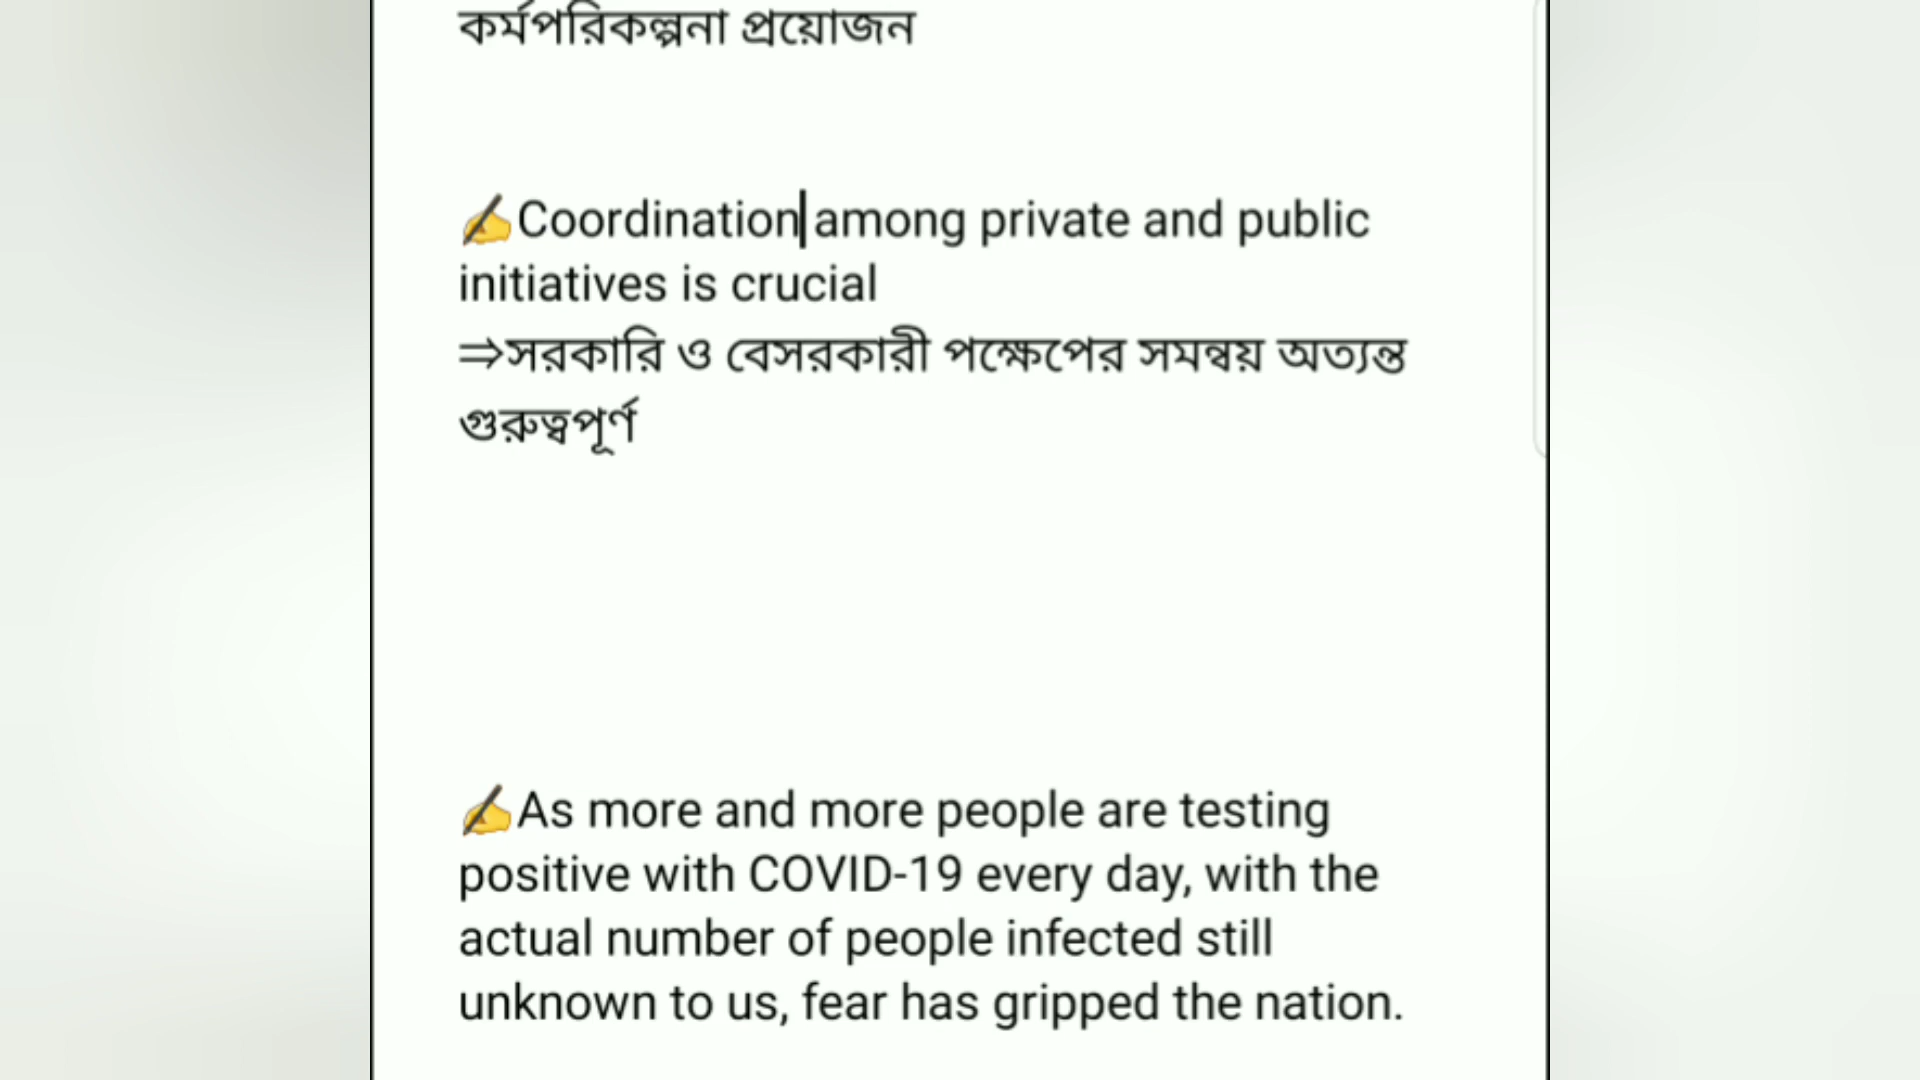 কর্মপরিকল্পনা প্রয়োজন
✍️Coordination among private and public
initiatives is crucial
⇒সরকারি ও বেসরকারী পক্ষেপের সমন্বয় অত্যন্ত
গুরুত্বপূর্ণ
✍️As more and more people are testing
positive with COVID-19 every day, with the
actual number of people infected still
unknown to us, fear has gripped the nation.